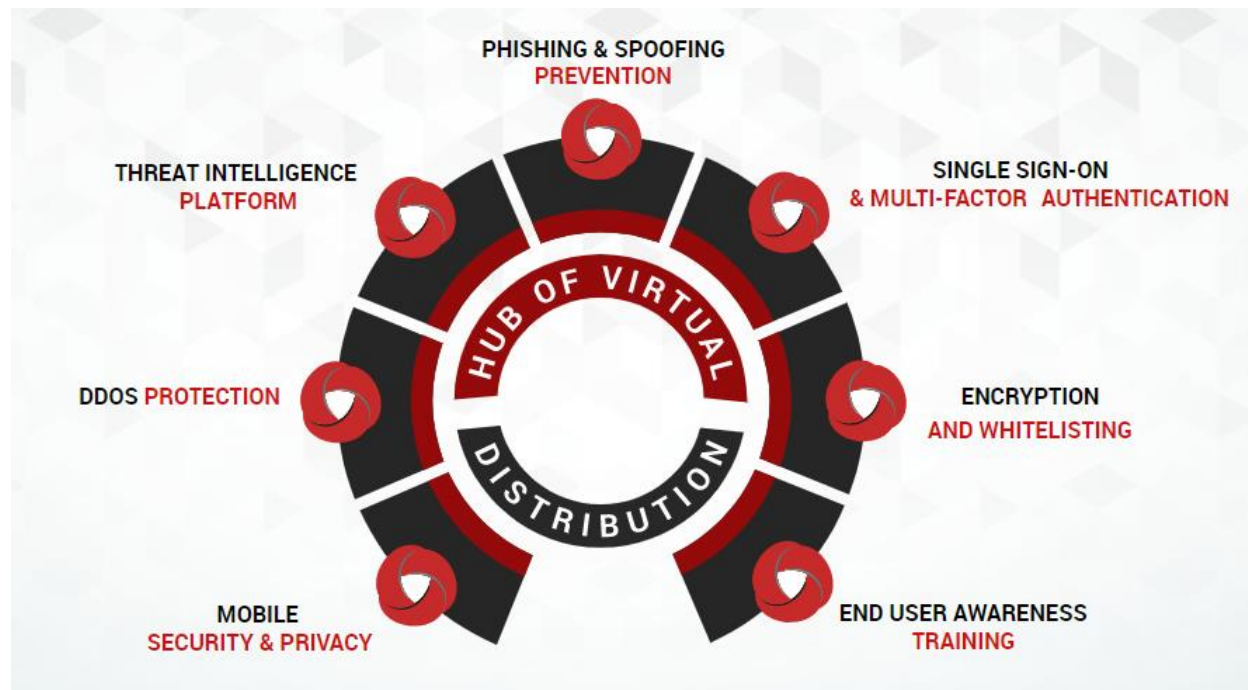 PHISHING & SPOOFING
PREVENTION
THREAT INTELLIGENCE
PLATFORM
SINGLE SIGN-ON
& MULTI-FACTOR AUTHENTICATION
HUB OF VIRTUAL
DISTRIBUTION
DDOS PROTECTION
ENCRYPTION
AND WHITELISTING
MOBILE
SECURITY & PRIVACY
END USER AWARENESS
TRAINING